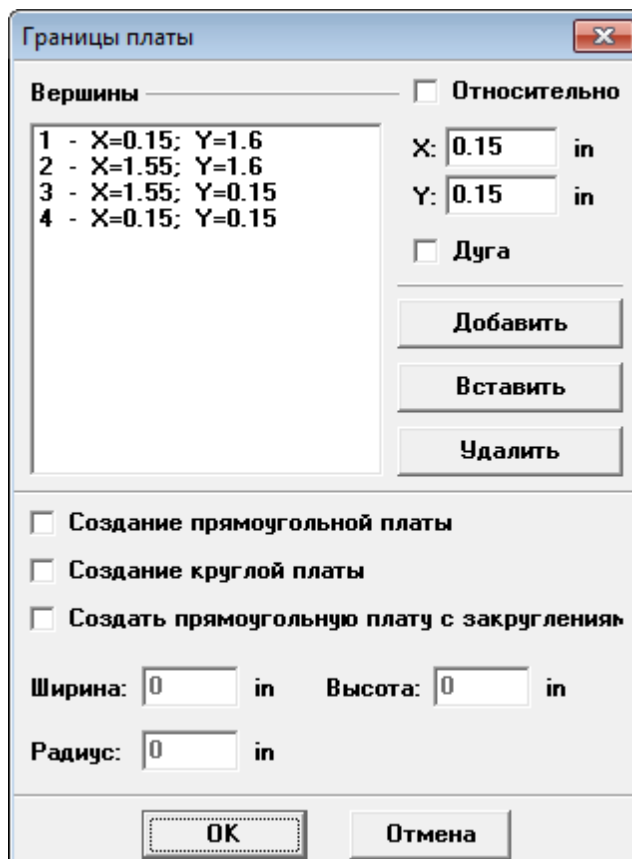 Границы платы
Вершины
Относительно
1 - X=0.15; Y=1.6
2 - X=1.55; Y=1.6
3 - X=1.55; Y=0.15
4 - X=0.15; Y=0.15
X: 0.15 in
Y: 0.15 in
Дуга
Добавить
Вставить
Удалить
Создание прямоугольной платы
Создание круглой платы
Создать прямоугольную плату с закруглениям
Ширина: 0 in Высота: 0 in
Радиус: 0 in
OK Отмена